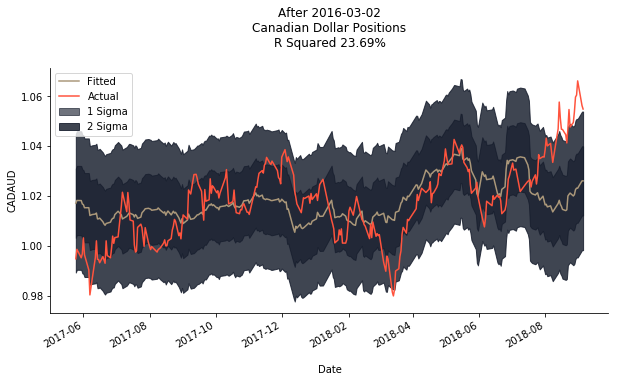 After 2016-03-02
Canadian Dollar Positions
R Squared 23.69%
Fitted
Actual
1 Sigma
2 Sigma
CADAUD
1.06
1.04
1.02
1.00
0.98
2017-06
2017-08
2017-10
2017-12
2018-02
2018-04
2018-06
2018-08
Date